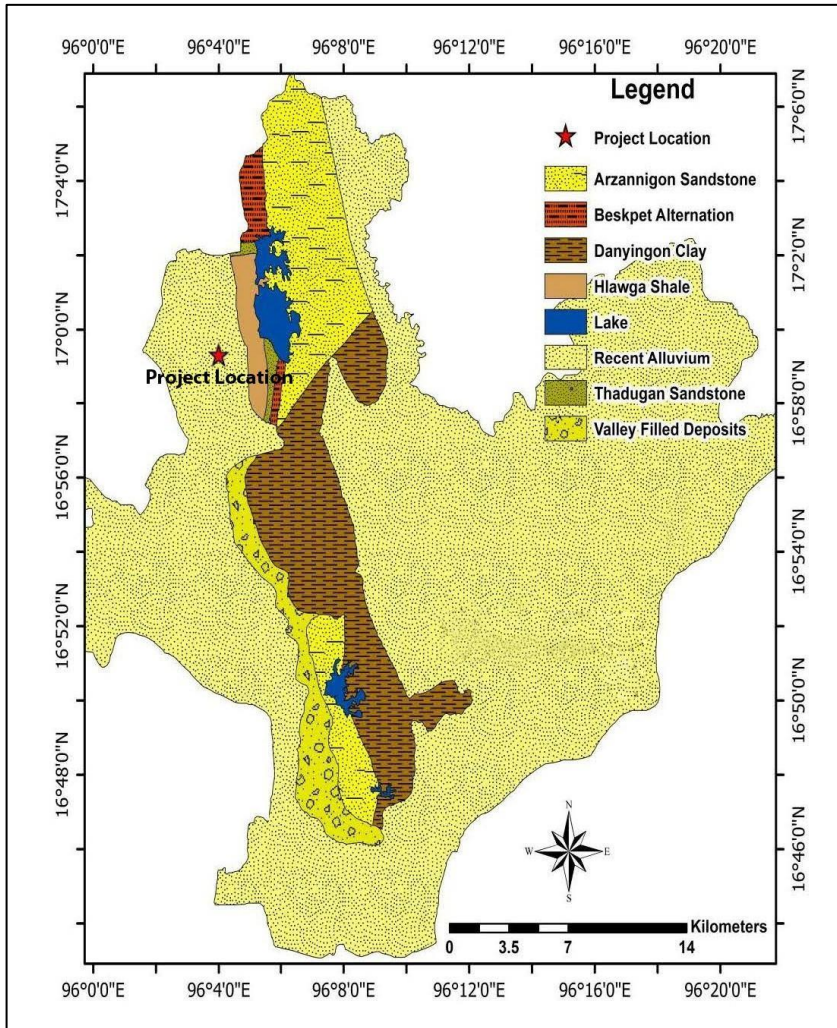 96°0'0"E 96°4'0"E 96°8'0"E 96°12'0"E 96°16'0"E 96°20'0"E
Legend
Project Location
Arzannigon Sandstone
Beskpet Alternation
Danyingon Clay
Hlawga Shale
Lake
Recent Alluvium
Thadugan Sandstone
Valley Filled Deposits
17°4'0"N
17°0'0"N
16°56'0"N
16°52'0"N
16°48'0"N
17°6'0"N
17°2'0"N
16°58'0"N
16°54'0"N
16°50'0"N
16°46'0"N
Project Location
N
W E
S
Kilometers
0 3.5 7 14
96°0'0"E 96°4'0"E 96°8'0"E 96°12'0"E 96°16'0"E 96°20'0"E